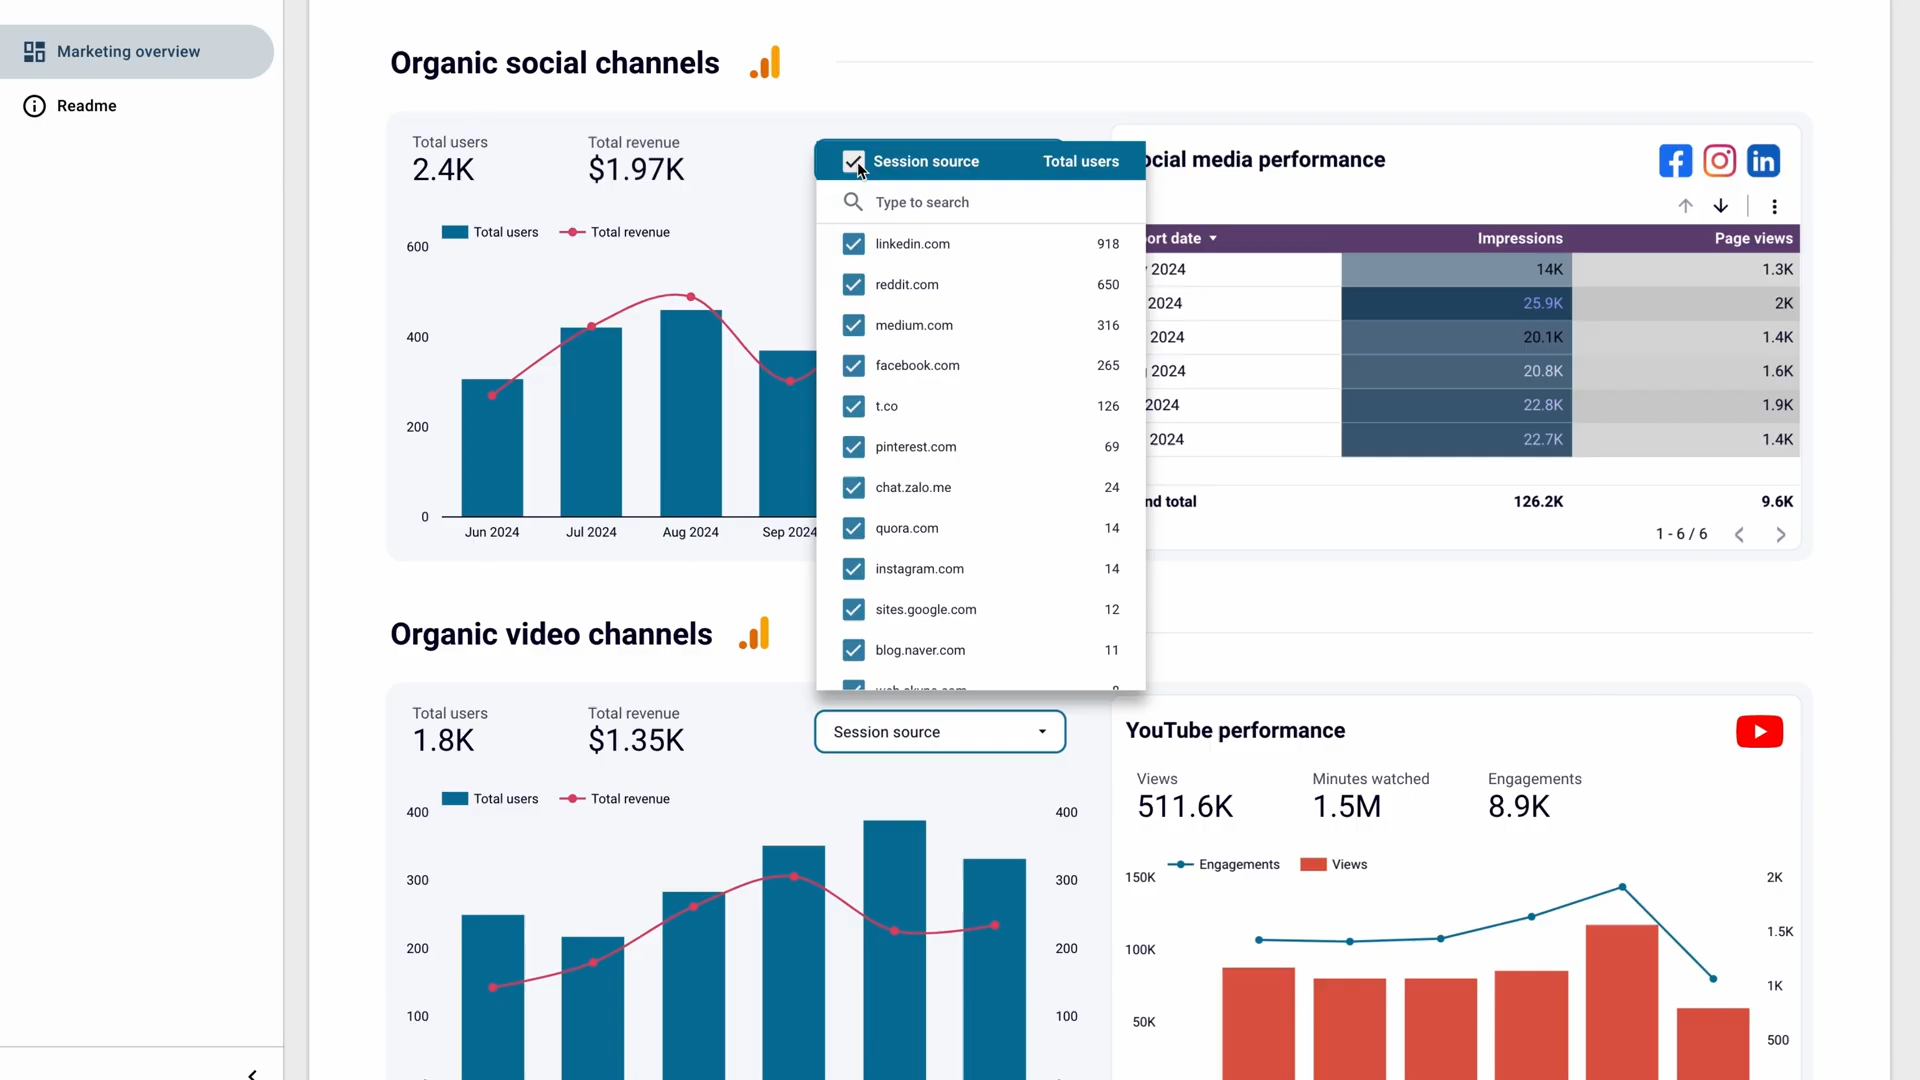 Marketing overview
Readme
Organic social channels
Total users
2.4K
Total revenue
$1.97K
Total users
Total revenue
600
400
200
0
Jun 2024
Jul 2024
Aug 2024
Sep 2024
Session source
Total users
Type to search
linkedin.com 918
reddit.com 650
medium.com 316
facebook.com 265
t.co 126
pinterest.com 69
chat.zalo.me 24
quora.com 14
instagram.com 14
sites.google.com 12
blog.naver.com 11
ocial media performance
ort date Impressions Page views
2024 14K 1.3K
2024 25.9K 2K
2024 20.1K 1.4K
2024 20.8K 1.6K
2024 22.8K 1.9K
2024 22.7K 1.4K
nd total 126.2K 9.6K
1 - 6 / 6
Organic video channels
Total users
1.8K
Total revenue
$1.35K
Session source
Total users
Total revenue
400
300
200
100
400
300
200
100
YouTube performance
Views
511.6K
Minutes watched
1.5M
Engagements
8.9K
Engagements
Views
150K
100K
50K
2K
1.5K
1K
500